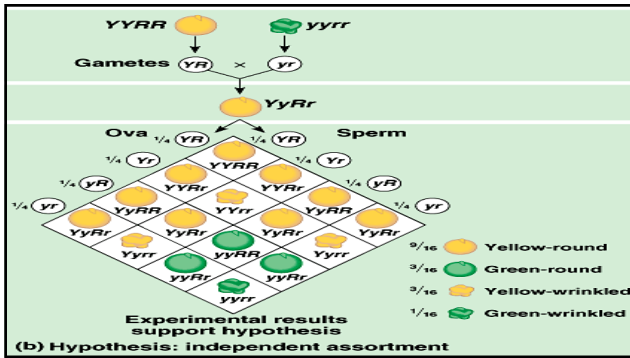 YYRR yyrr
Gametes YR × yr
YyRr
Ova Sperm
1/4 YR 1/4 YR
1/4 Yr 1/4 Yr
1/4 yR 1/4 yR
1/4 yr 1/4 yr
YYRR
YYRr YYRr
YyRR YYrr YyRR
YyRr YyRr YyRr YyRr
Yyrr yyRR Yyrr
yyRr yyRr
yyrr
9/16 Yellow-round
3/16 Green-round
3/16 Yellow-wrinkled
1/16 Green-wrinkled
Experimental results
support hypothesis
(b) Hypothesis: independent assortment